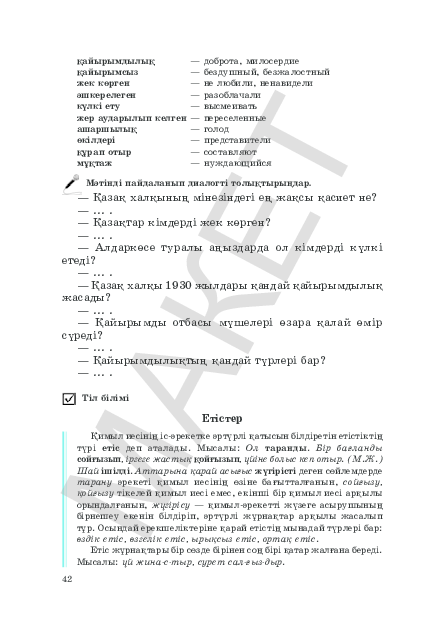 қайырымдылық — доброта, милосердие
қайырымсыз — бездушный, безжалостный
жек көрген — не любили, ненавидели
әшкерелеген — разоблачали
күлкі ету — высмеивать
жер аударылып келген — переселенные
ашаршылық — голод
өкілдері — представители
құрап отыр — составляют
мұқтаж — нуждающийся
Мәтінді пайдаланып диалогті толықтырыңдар.
— Қазақ халқының мінезіндегі ең жақсы қасиет не?
— ... .
— Қазақтар кімдерді жек көрген?
— ... .
— Алдаркөсе туралы аңыздарда ол кімдерді күлкі
етеді?
— ... .
— Қазақ халқы 1930 жылдары қандай қайырымдылық
жасады?
— ... .
— Қайырымды отбасы мүшелері өзара қалай өмір
сүреді?
— ... .
— Қайырымдылықтың қандай түрлері бар?
— ... .
Тіл білімі
Етістер
Қимыл иесінің іс-әрекетке әртүрлі қатысын білдіретін етістіктің
түрі етіс деп аталады. Мысалы: Ол таранды. Бір бағланды
сойғызып, іргеге жастық қойғызып, үйіне болыс кеп отыр. (М.Ж.)
Шай ішілді. Аттарына қарай асығыс жүгірісті деген сөйлемдерде
тарану әрекеті қимыл иесінің өзіне бағытталғанын, сойғызу,
қойғызу тікелей қимыл иесі емес, екінші бір қимыл иесі арқылы
орындалғанын, жүгірісу — қимыл-әрекетті жүзеге асырушының
бірнешеу екенін білдіріп, әртүрлі жұрнақтар арқылы жасалып
тұр. Осындай ерекшеліктеріне қарай етістің мынадай түрлері бар:
өздік етіс, өзгелік етіс, ырықсыз етіс, ортақ етіс.
Етіс жұрнақтары бір сөзде бірінен соң бірі қатар жалғана береді.
Мысалы: үй жина-с-тыр, сурет сал-ғыз-дыр.
42
МАКЕТ